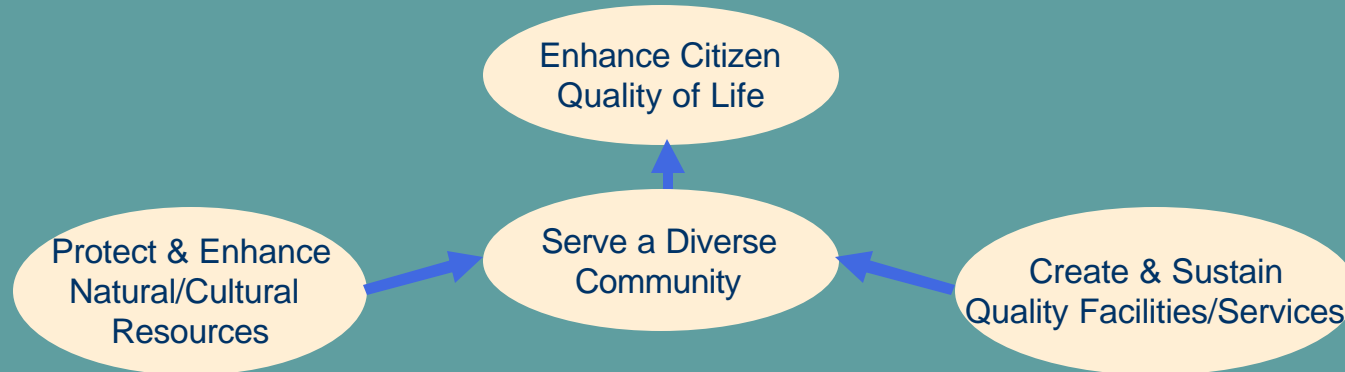 Enhance Citizen
Quality of Life
Protect & Enhance
Natural/Cultural
Resources
Serve a Diverse
Community
Create & Sustain
Quality Facilities/Services